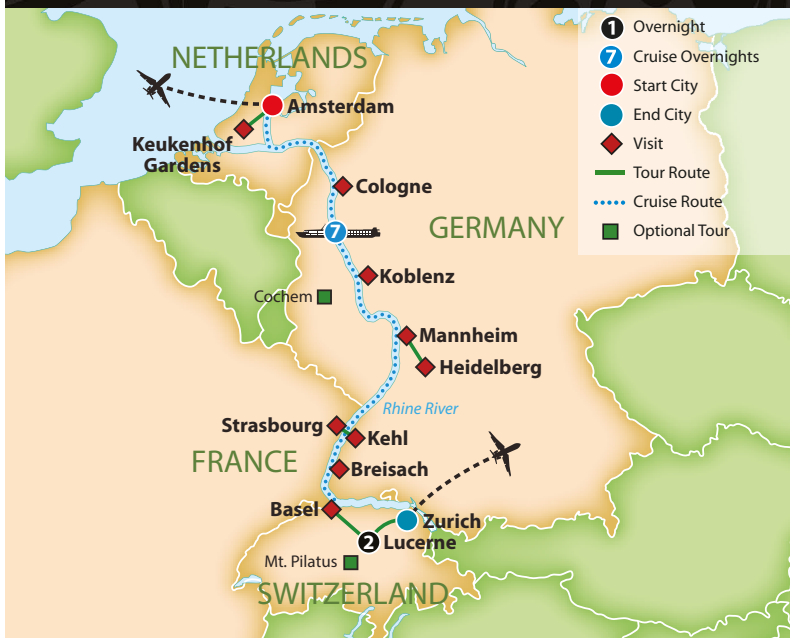 1 Overnight
7 Cruise Overnights
Start City
End City
Visit
Tour Route
Cruise Route
Optional Tour
NETHERLANDS
Amsterdam
Keukenhof
Gardens
Cologne
GERMANY
7
Koblenz
Cochem
Mannheim
Heidelberg
Rhine River
Strasbourg
Kehl
FRANCE
Breisach
Basel
Zurich
2 Lucerne
Mt. Pilatus
SWITZERLAND